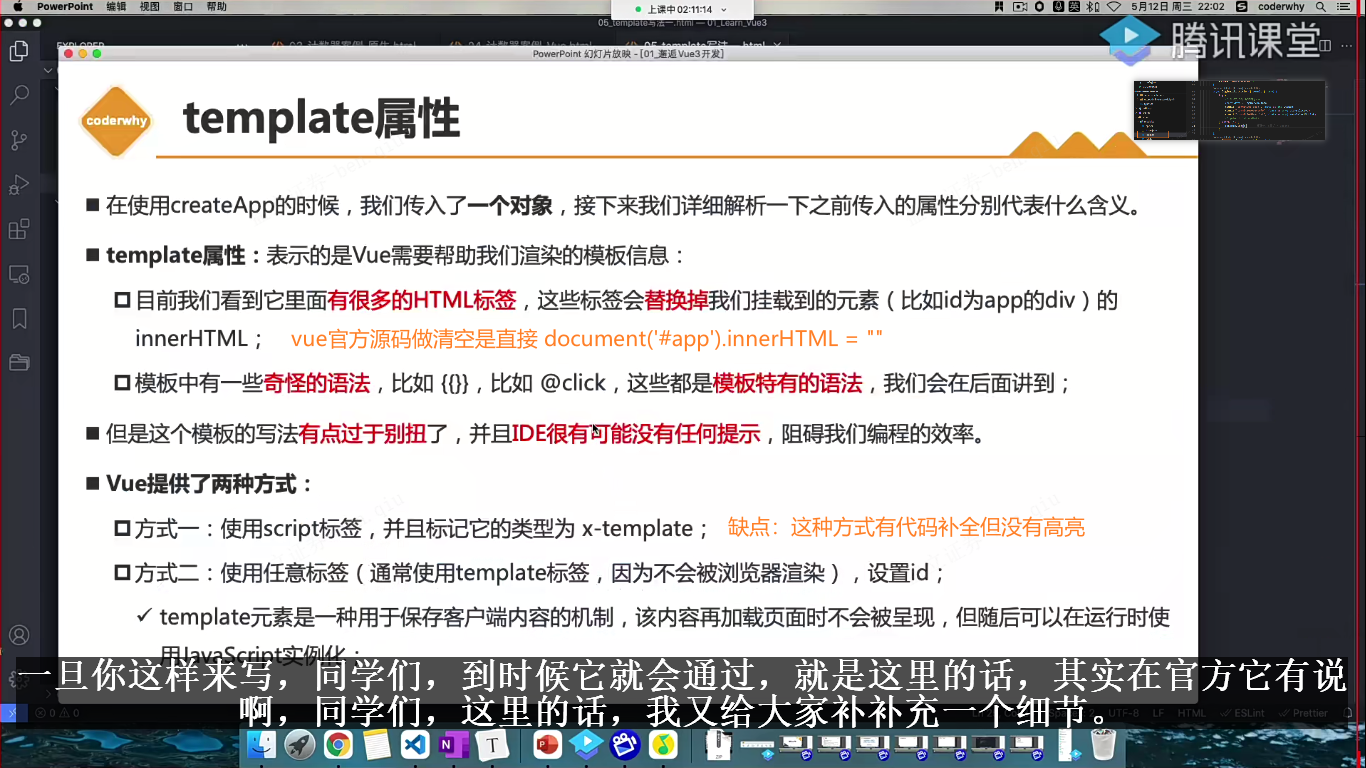 PowerPoint 编辑 视图 窗口 帮助
上课中02:11:14
5月12日 周三 22:02 coderwhy
05_template写法一.html — 01_Learn_Vue3
腾讯课堂
PowerPoint 幻灯片放映 - [01_邂逅Vue3开发]
coderwhy
template属性
在使用createApp的时候，我们传入了一个对象，接下来我们详细解析一下之前传入的属性分别代表什么含义。
template属性：表示的是Vue需要帮助我们渲染的模板信息：
目前我们看到它里面有很多的HTML标签，这些标签会替换掉我们挂载到的元素（比如id为app的div）的
innerHTML； vue官方源码做清空是直接 document('#app').innerHTML = ""
模板中有一些奇怪的语法，比如 {{}}，比如 @click，这些都是模板特有的语法，我们会在后面讲到；
但是这个模板的写法有点过于别扭了，并且IDE很有可能没有任何提示，阻碍我们编程的效率。
Vue提供了两种方式：
方式一：使用script标签，并且标记它的类型为 x-template； 缺点：这种方式有代码补全但没有高亮
方式二：使用任意标签（通常使用template标签，因为不会被浏览器渲染），设置id；
template元素是一种用于保存客户端内容的机制，该内容再加载页面时不会被呈现，但随后可以在运行时使
用JavaScript实例化；
一旦你这样来写，同学们，到时候它就会通过，就是这里的话，其实在官方它有说
啊，同学们，这里的话，我又给大家补补充一个细节。
UTF-8 LF HTML ESLint Prettier